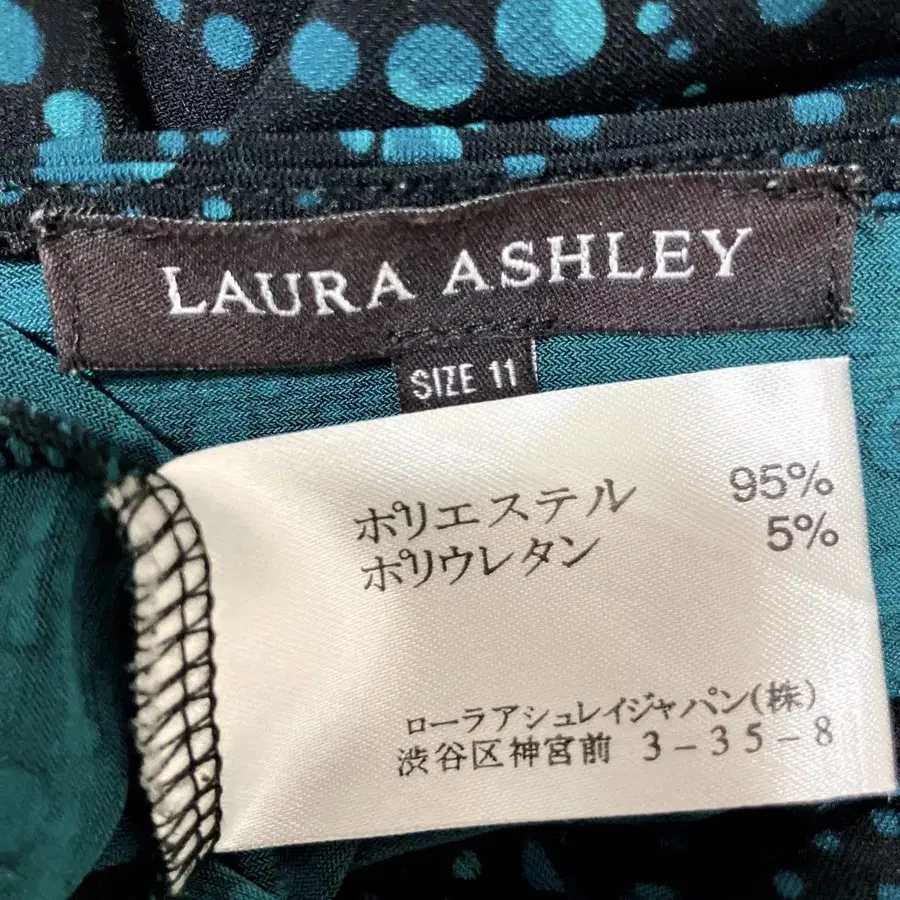 LAURA ASHLEY
SIZE 11
ポリエステル 95%
ポリウレタン 5%
ローラアシュレイジャパン(株)
渋谷区神宮前 3-35-8